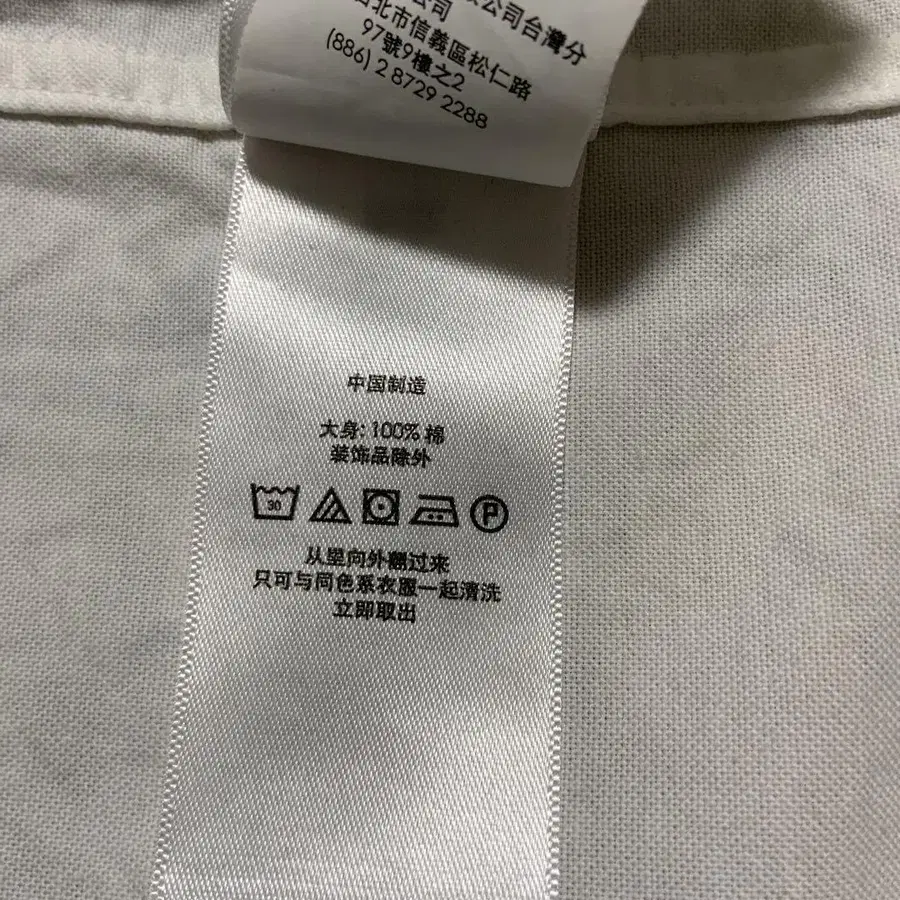 公司台灣分
公司
台北市信義區松仁路
97號9樓之2
(886) 2 8729 2288
中国制造
大身: 100% 棉
装饰品除外
30
P
从里向外翻过来
只可与同色系衣服一起清洗
立即取出